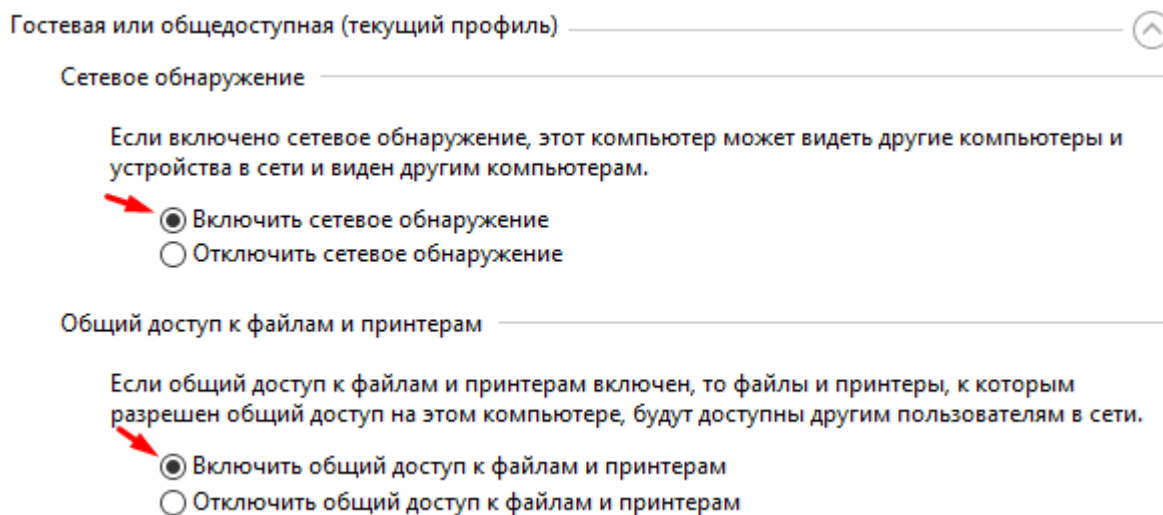 Гостевая или общедоступная (текущий профиль)
Сетевое обнаружение
Если включено сетевое обнаружение, этот компьютер может видеть другие компьютеры и
устройства в сети и виден другим компьютерам.
Включить сетевое обнаружение
Отключить сетевое обнаружение
Общий доступ к файлам и принтерам
Если общий доступ к файлам и принтерам включен, то файлы и принтеры, к которым
разрешен общий доступ на этом компьютере, будут доступны другим пользователям в сети.
Включить общий доступ к файлам и принтерам
Отключить общий доступ к файлам и принтерам